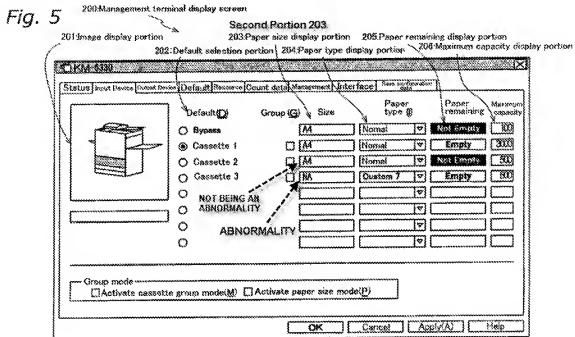 Fig. 5
200:Management terminal display screen
Second Portion 203
201:Image display portion
203:Paper size display portion
205:Paper remaining display portion
202:Default selection portion
204:Paper type display portion
206:Maximum capacity display portion
KM-6330
Status Input Device Output Device Default Resource Count data Management Interface Save configuration data
Default(D) Group (G) Size Paper type (I) Paper remaining Maximum capacity
Bypass A4 Normal Not Empty 100
Cassette 1 A4 Normal Empty 3000
Cassette 2 A4 Normal Not Empty 500
Cassette 3 NA Custom 7 Empty 500
NOT BEING AN ABNORMALITY
ABNORMALITY
Group mode
Activate cassette group mode(M) Activate paper size mode(P)
OK Cancel Apply(A) Help